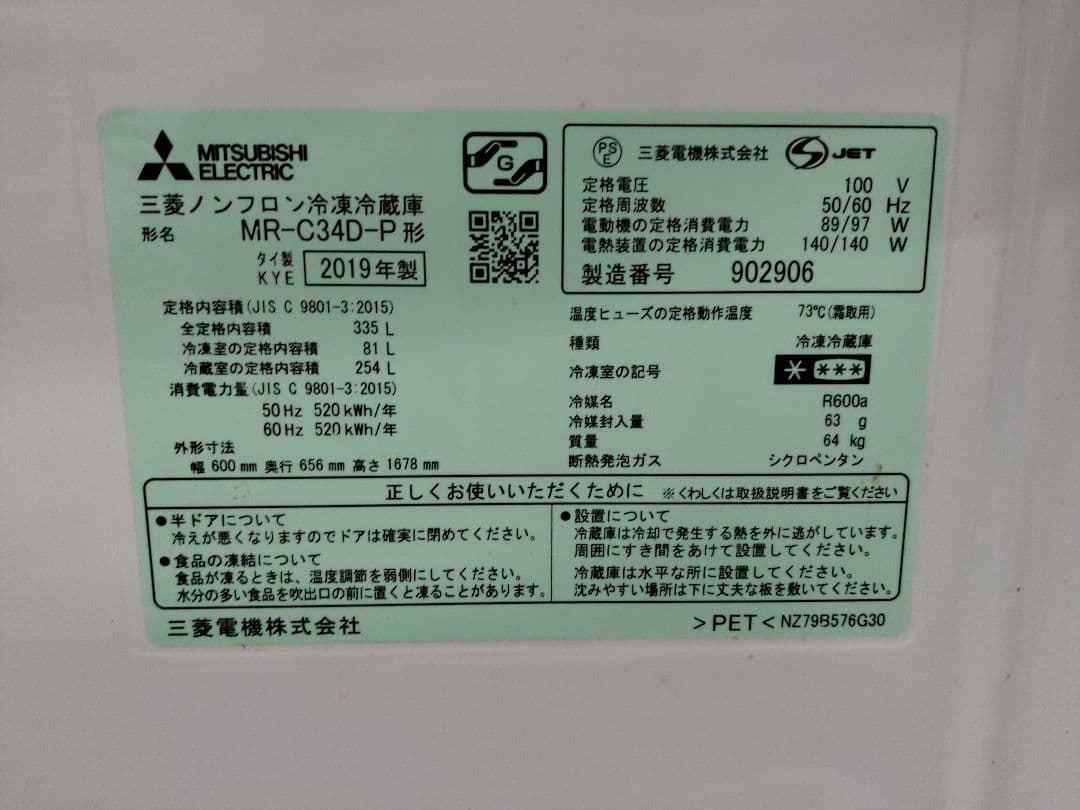 MITSUBISHI
ELECTRIC
三菱ノンフロン冷凍冷蔵庫
形名 MR-C34D-P形
タイ製
KYE 2019年製
G
定格内容積(JIS C 9801-3:2015)
全定格内容積 335 L
冷凍室の定格内容積 81 L
冷蔵室の定格内容積 254 L
消費電力量(JIS C 9801-3:2015)
50Hz 520kWh/年
60Hz 520kWh/年
外形寸法
幅 600mm 奥行 656mm 高さ 1678mm
PSE 三菱電機株式会社 JET
定格電圧 100 V
定格周波数 50/60 Hz
電動機の定格消費電力 89/97 W
電熱装置の定格消費電力 140/140 W
製造番号 902906
温度ヒューズの定格動作温度 73℃(霜取用)
種類 冷凍冷蔵庫
冷凍室の記号 * ***
冷媒名 R600a
冷媒封入量 63 g
質量 64 kg
断熱発泡ガス シクロペンタン
正しくお使いいただくために ※くわしくは取扱説明書をご覧ください
●半ドアについて
冷えが悪くなりますのでドアは確実に閉めてください。
●食品の凍結について
食品が凍るときは、温度調節を弱側にしてください。
水分の多い食品を吹出口の前に置くと凍ることがあります。
●設置について
冷蔵庫は冷却で発生する熱を外に逃がしています。
周囲にすき間をあけて設置してください。
冷蔵庫は水平な所に設置してください。
沈みやすい場所は下に丈夫な板を敷いてください。
三菱電機株式会社
>PET< NZ79B576G30